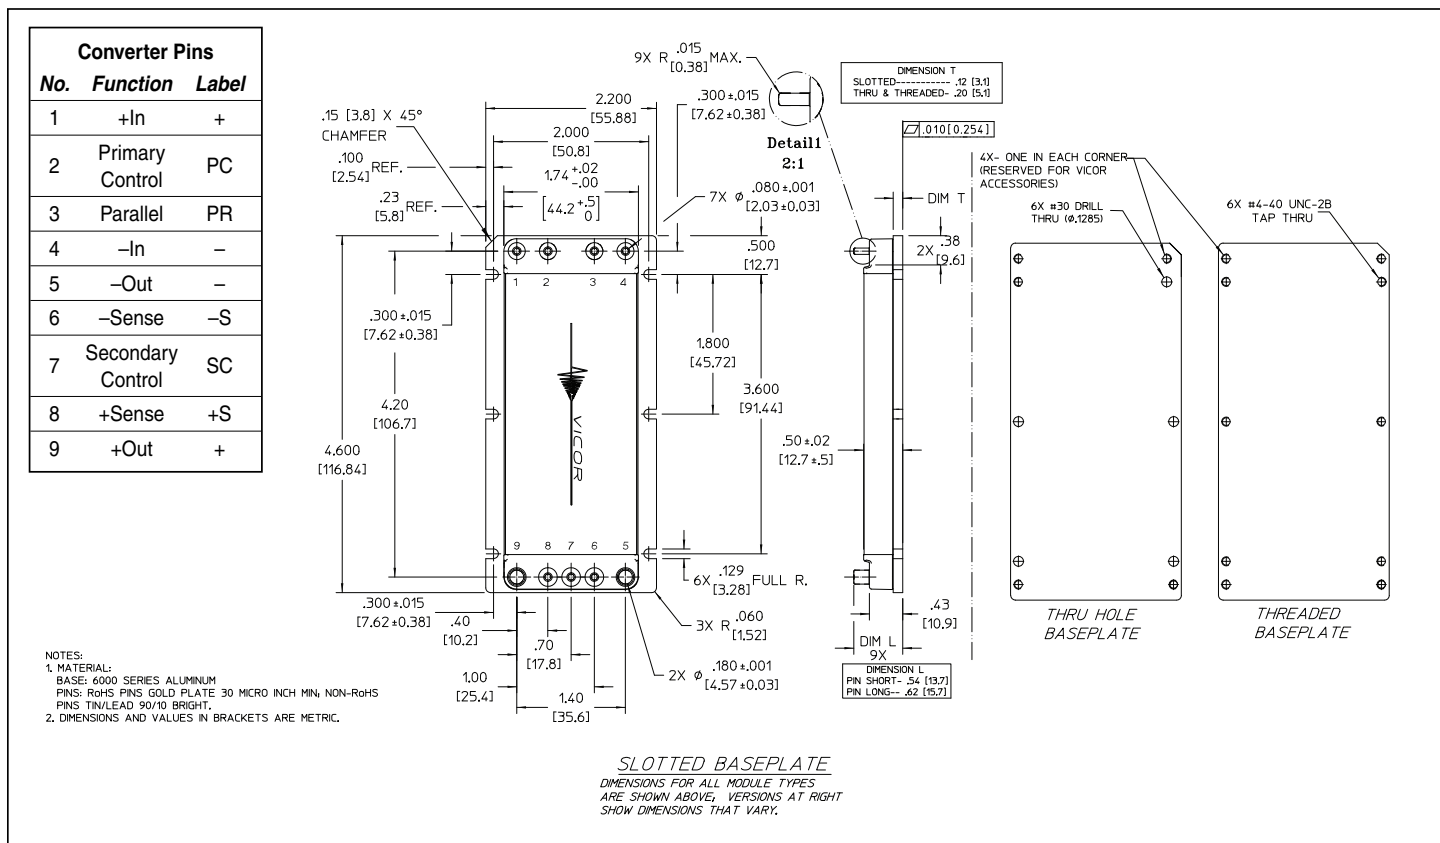 Converter Pins
No. Function Label
1 +In +
2 Primary Control PC
3 Parallel PR
4 –In –
5 –Out –
6 –Sense –S
7 Secondary Control SC
8 +Sense +S
9 +Out +
.15 [3.8] X 45°
CHAMFER
.100
[2.54] REF.
.23
[5.8] REF.
2.200
[55.88]
2.000
[50.8]
1.74 +.02
-.00
[44.2 +.5
0]
9X R .015
[0.38] MAX.
.300 ±.015
[7.62 ±0.38]
Detail1
2:1
7X ø .080 ±.001
[2.03 ±0.03]
.500
[12.7]
DIMENSION T
SLOTTED---------- .12 [3.1]
THRU & THREADED- .20 [5.1]
.010 [0.254]
DIM T
2X .38
[9.6]
4X- ONE IN EACH CORNER
(RESERVED FOR VICOR
ACCESSORIES)
6X #30 DRILL
THRU (ø.1285)
6X #4-40 UNC-2B
TAP THRU
1 2 3 4
.300 ±.015
[7.62 ±0.38]
1.800
[45.72]
3.600
[91.44]
4.20
[106.7]
4.600
[116.84]
VICOR
.50 ±.02
[12.7 ±.5]
9 8 7 6 5
6X .129
[3.28] FULL R.
.300 ±.015
[7.62 ±0.38]
.40
[10.2]
.70
[17.8]
1.00
[25.4]
1.40
[35.6]
3X R .060
[1.52]
2X ø .180 ±.001
[4.57 ±0.03]
.43
[10.9]
DIM L
9X
DIMENSION L
PIN SHORT- .54 [13.7]
PIN LONG-- .62 [15.7]
THRU HOLE
BASEPLATE
THREADED
BASEPLATE
NOTES:
1. MATERIAL:
BASE: 6000 SERIES ALUMINUM
PINS: RoHS PINS GOLD PLATE 30 MICRO INCH MIN; NON-RoHS
PINS TIN/LEAD 90/10 BRIGHT.
2. DIMENSIONS AND VALUES IN BRACKETS ARE METRIC.
SLOTTED BASEPLATE
DIMENSIONS FOR ALL MODULE TYPES
ARE SHOWN ABOVE; VERSIONS AT RIGHT
SHOW DIMENSIONS THAT VARY.